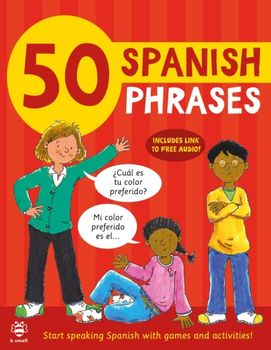 50 SPANISH
PHRASES
INCLUDES LINK
TO FREE AUDIO!
¿Cuál es
tu color
preferido?
Mi color
preferido
es el...
b small
Start speaking Spanish with games and activities!